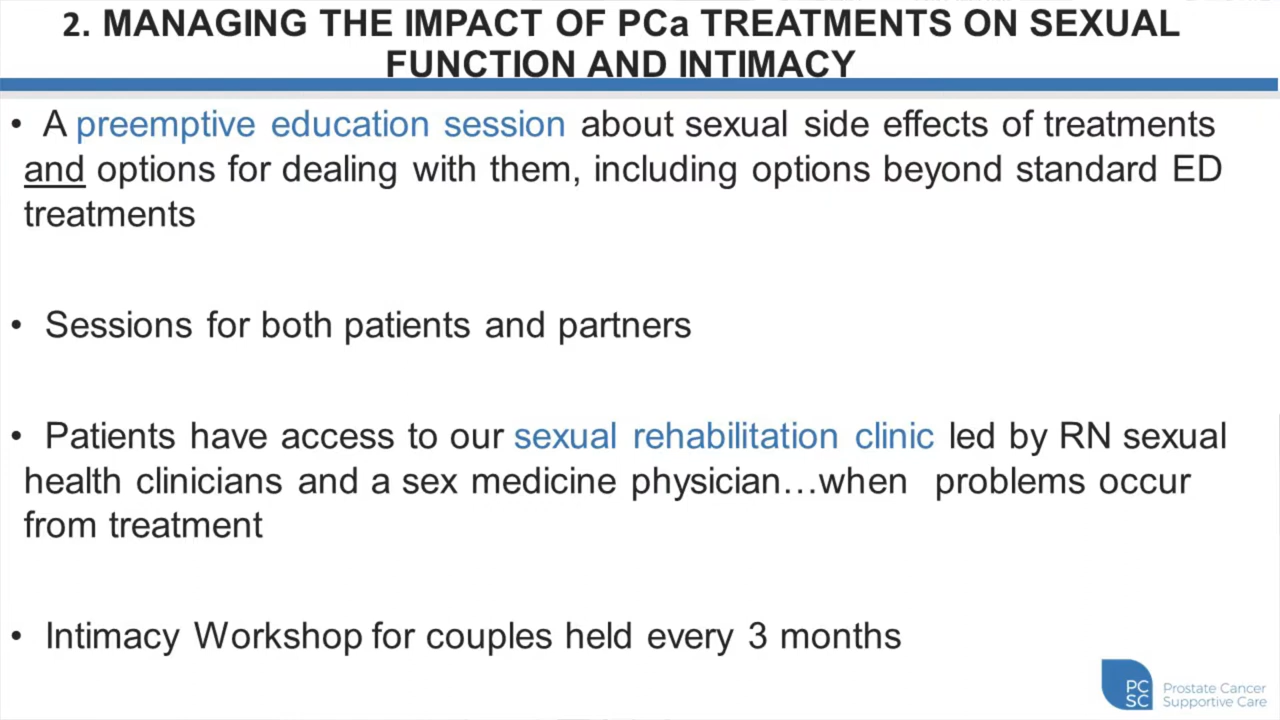 2. MANAGING THE IMPACT OF PCa TREATMENTS ON SEXUAL
FUNCTION AND INTIMACY
• A preemptive education session about sexual side effects of treatments
and options for dealing with them, including options beyond standard ED
treatments
• Sessions for both patients and partners
• Patients have access to our sexual rehabilitation clinic led by RN sexual
health clinicians and a sex medicine physician…when problems occur
from treatment
• Intimacy Workshop for couples held every 3 months
PC
SC
Prostate Cancer
Supportive Care